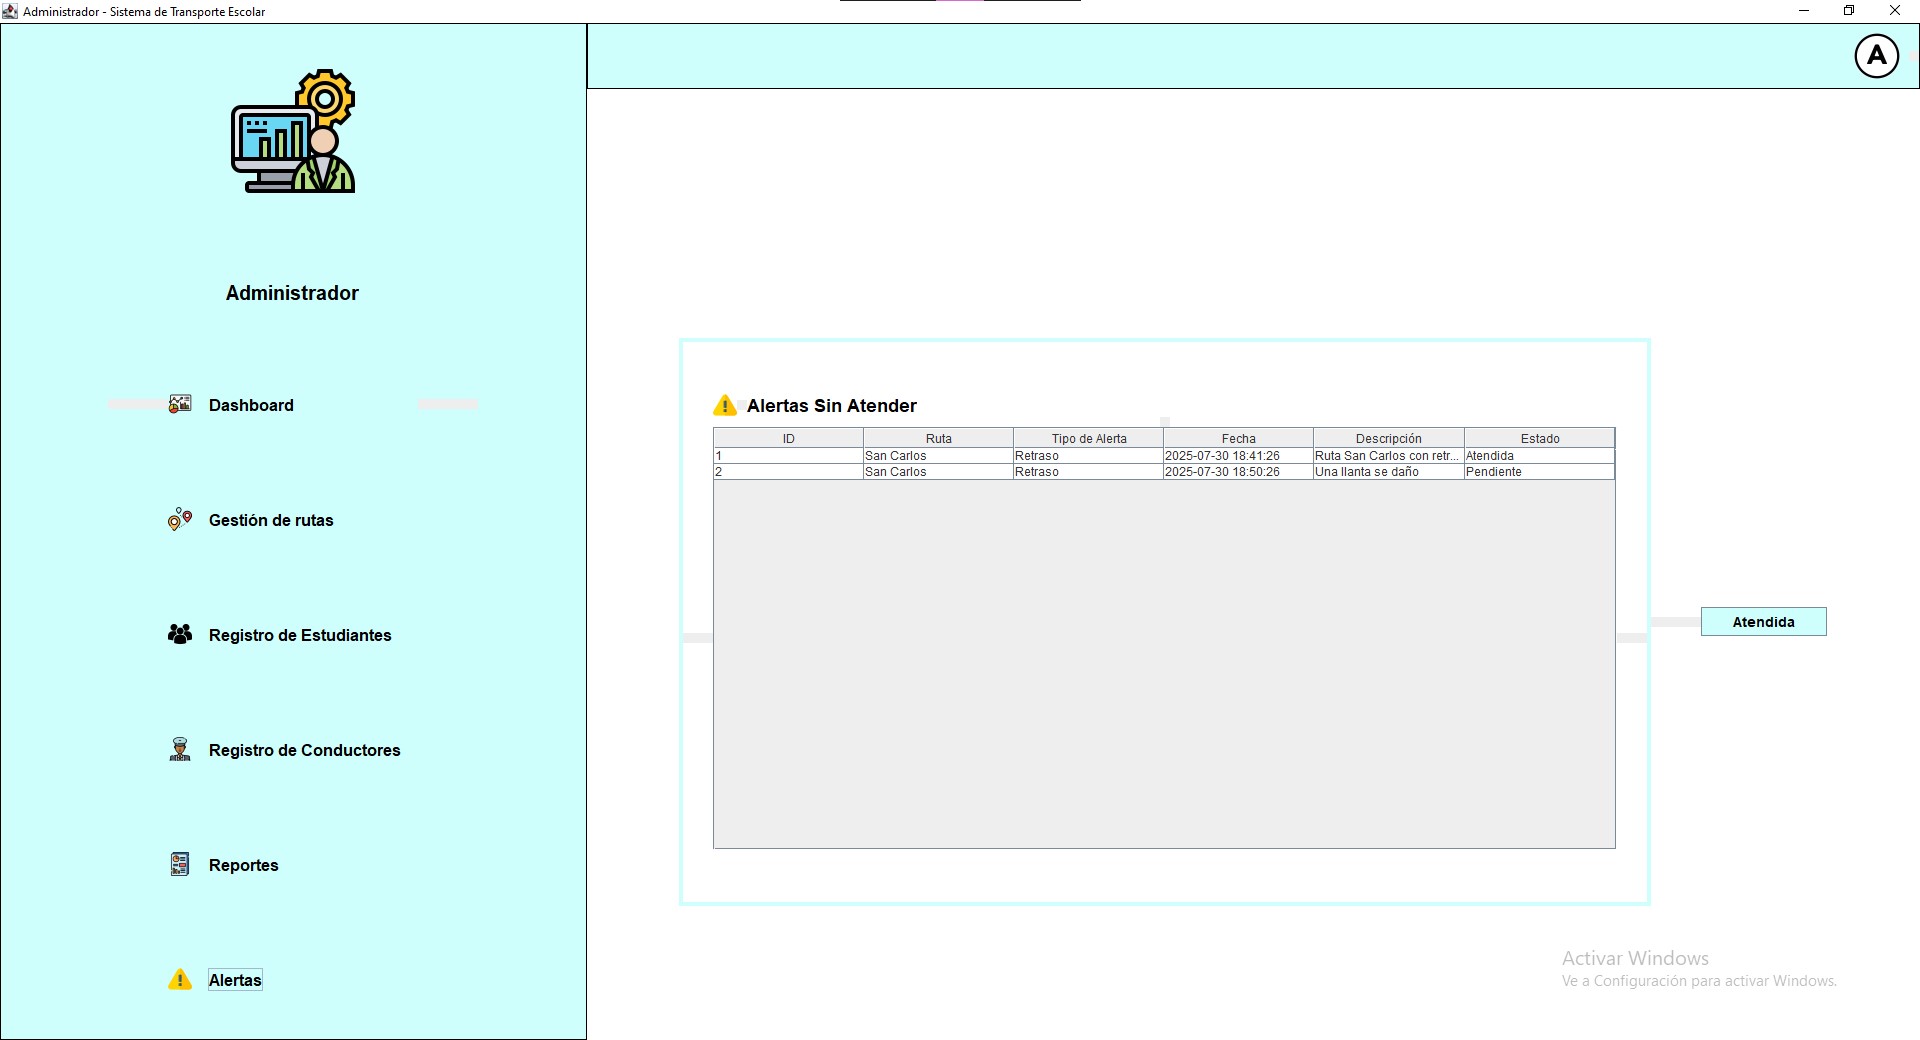 Administrador - Sistema de Transporte Escolar
A
Administrador
Dashboard
Gestión de rutas
Registro de Estudiantes
Registro de Conductores
Reportes
Alertas
Alertas Sin Atender
ID Ruta Tipo de Alerta Fecha Descripción Estado
1 San Carlos Retraso 2025-07-30 18:41:26 Ruta San Carlos con retr... Atendida
2 San Carlos Retraso 2025-07-30 18:50:26 Una llanta se daño Pendiente
Atendida
Activar Windows
Ve a Configuración para activar Windows.